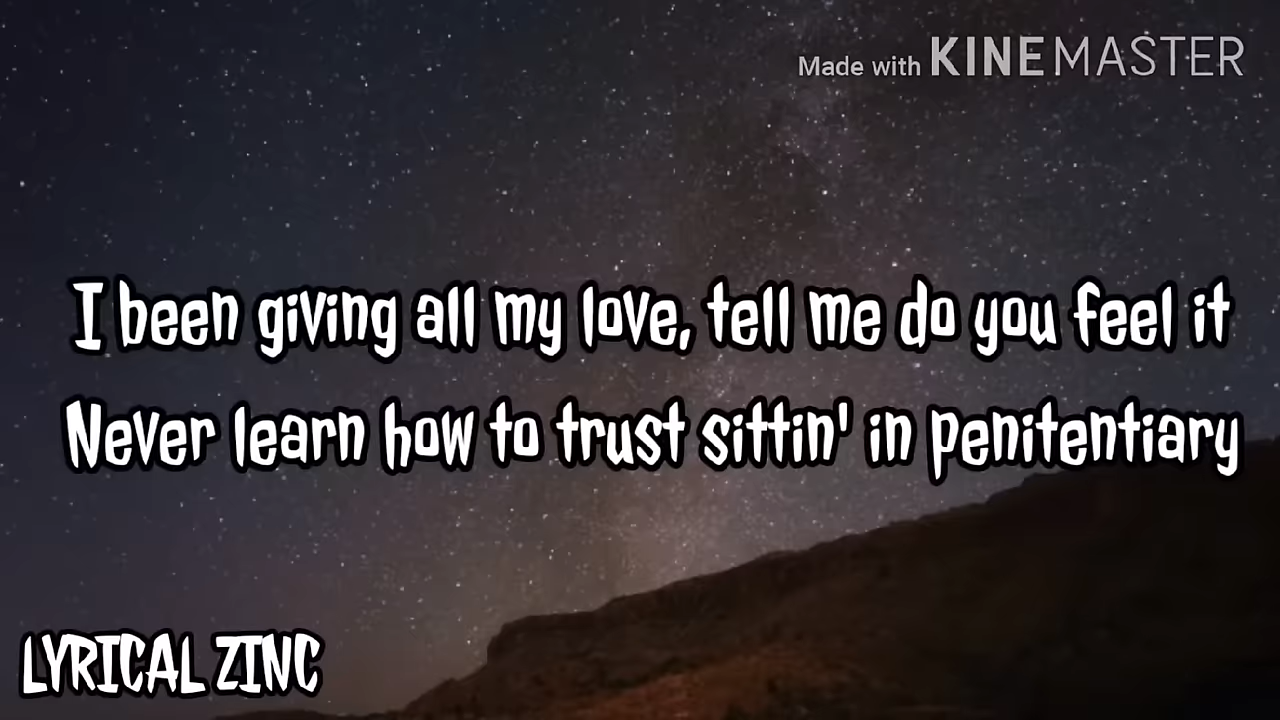 Made with KINEMASTER
I been giving all my love, tell me do you feel it
Never learn how to trust sittin' in penitentiary
LYRICAL ZINC